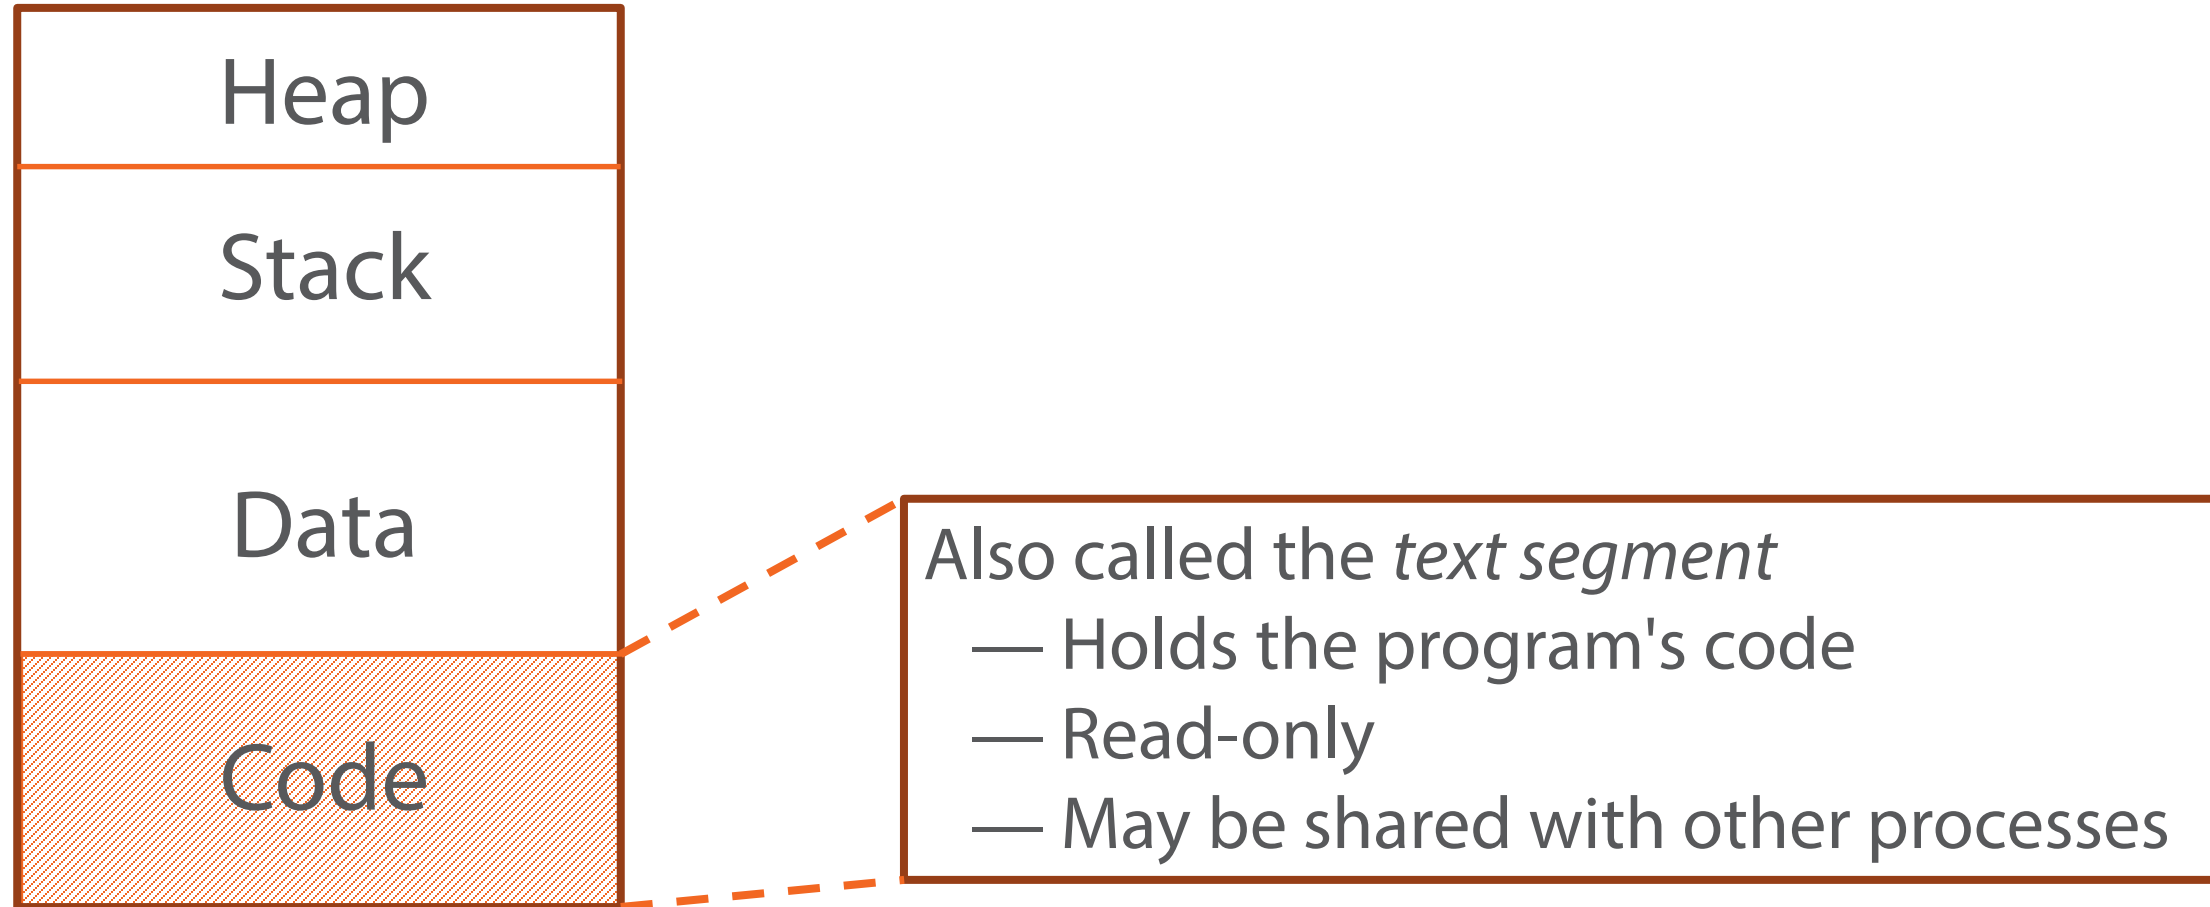 Heap
Stack
Data
Code
Also called the text segment
— Holds the program's code
— Read-only
— May be shared with other processes